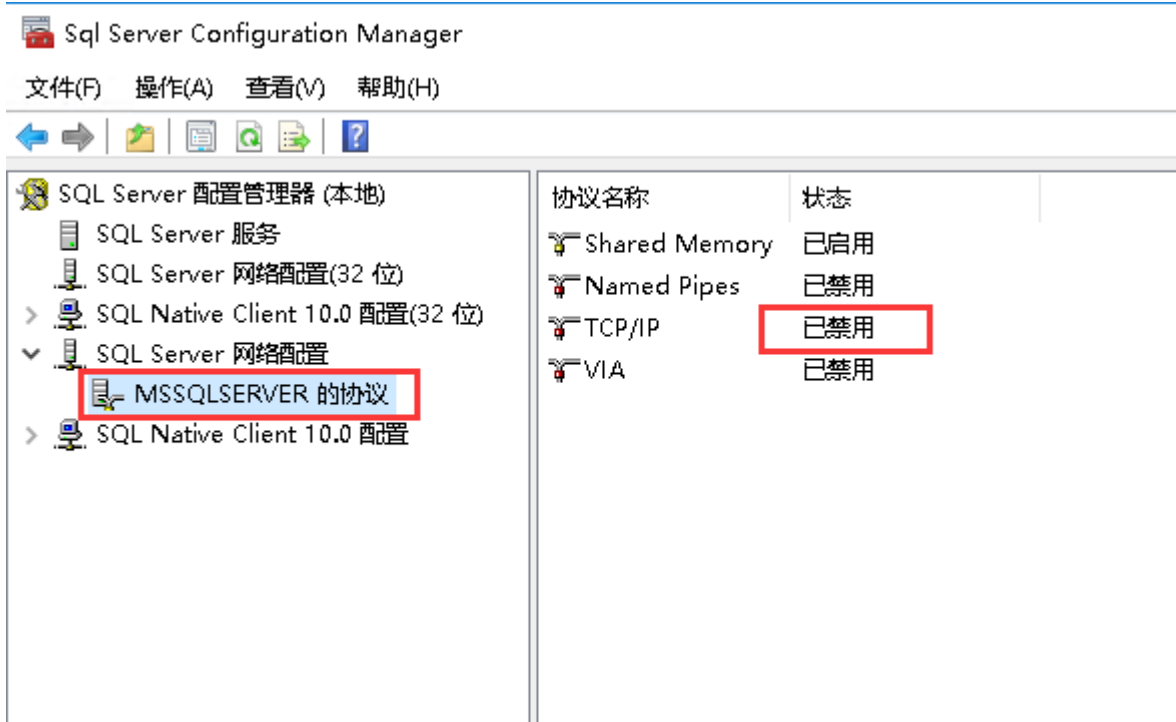 Sql Server Configuration Manager
文件(F) 操作(A) 查看(V) 帮助(H)
SQL Server 配置管理器 (本地)
SQL Server 服务
SQL Server 网络配置(32 位)
SQL Native Client 10.0 配置(32 位)
SQL Server 网络配置
MSSQLSERVER 的协议
SQL Native Client 10.0 配置
协议名称 状态
Shared Memory 已启用
Named Pipes 已禁用
TCP/IP 已禁用
VIA 已禁用